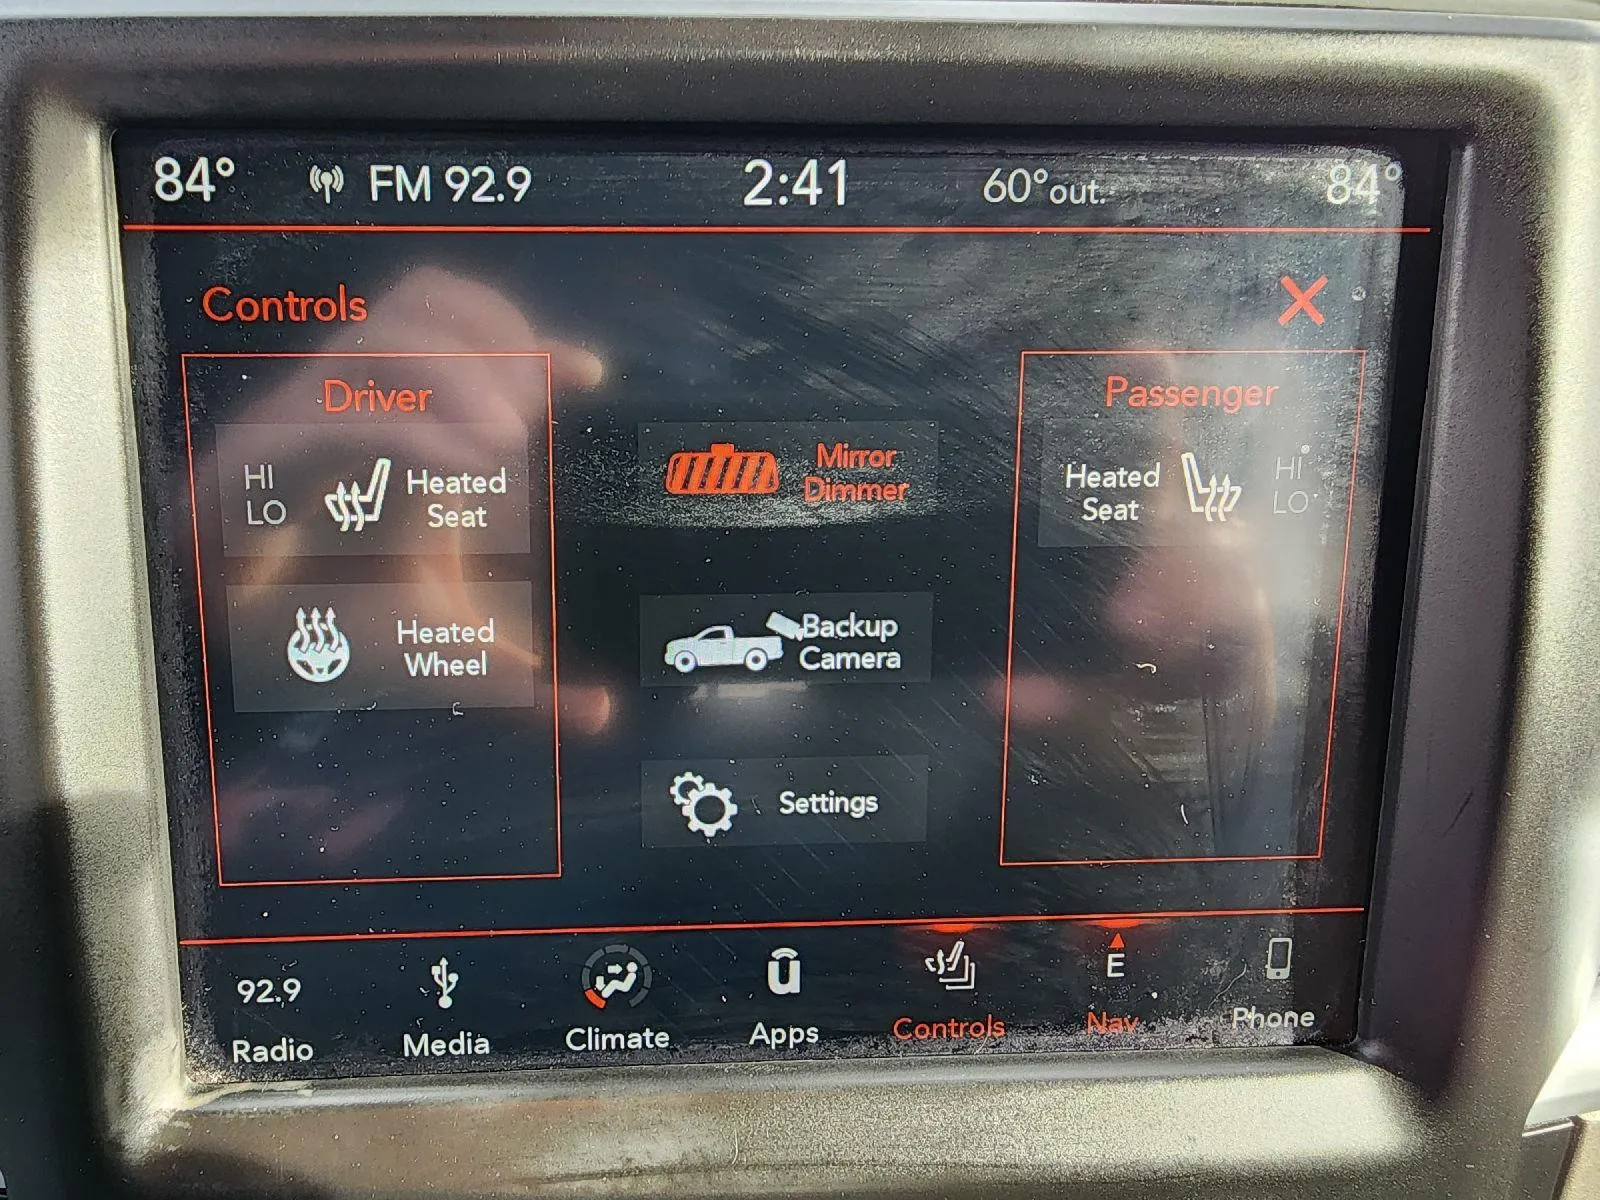 84° FM 92.9 2:41 60°out. 84°
Controls
Driver
HI
LO
Heated
Seat
Heated
Wheel
Mirror
Dimmer
Backup
Camera
Settings
Passenger
Heated
Seat
HI
LO
92.9 E
Radio Media Climate Apps Controls Nav Phone